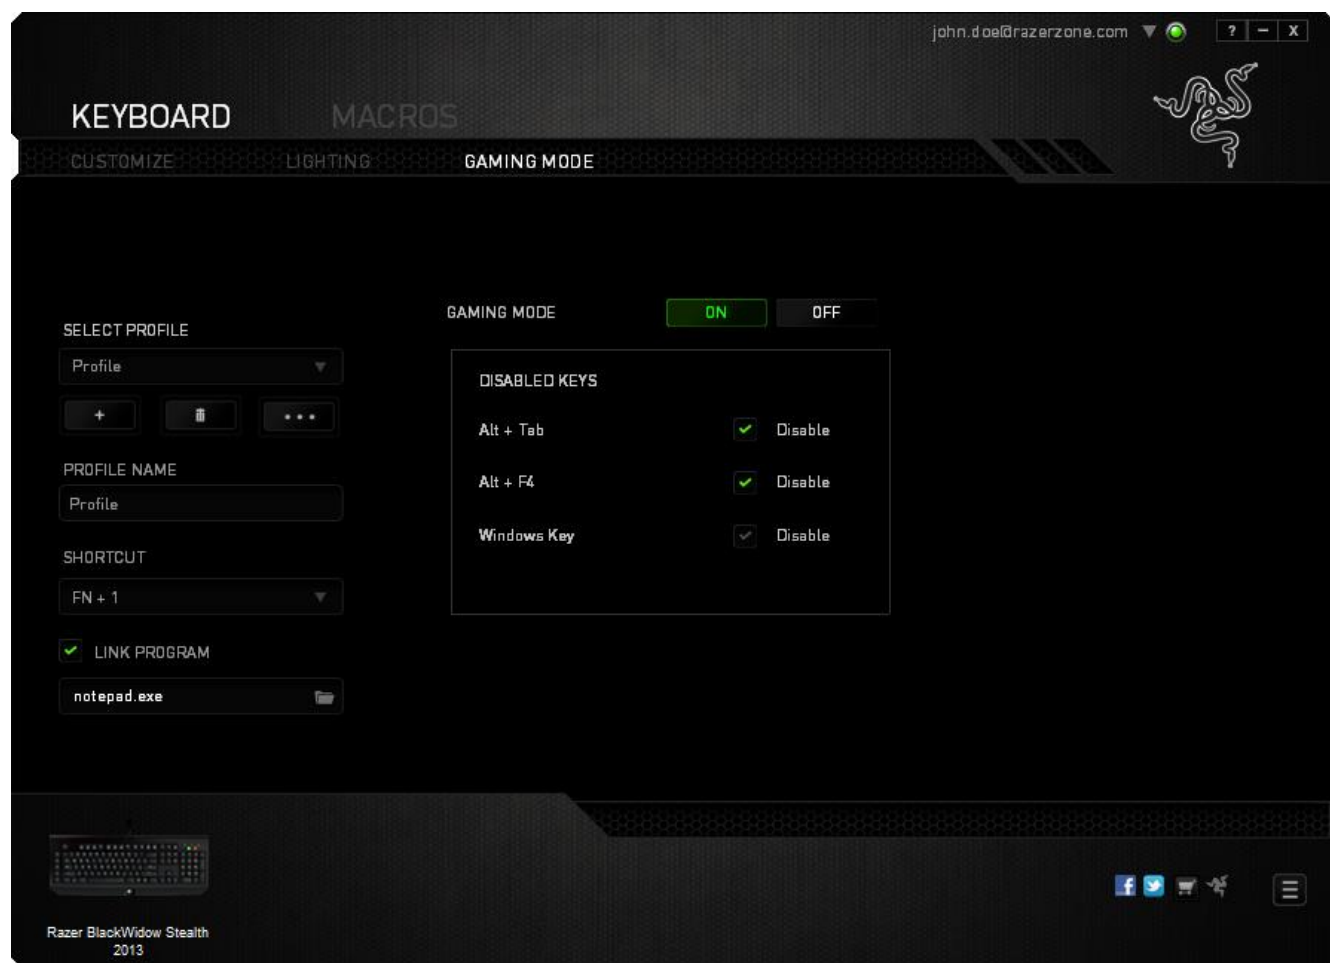 john.doe@razerzone.com
? - X
KEYBOARD MACROS
CUSTOMIZE LIGHTING GAMING MODE
GAMING MODE ON OFF
SELECT PROFILE
Profile
+ •••
DISABLED KEYS
Alt + Tab Disable
Alt + F4 Disable
Windows Key Disable
PROFILE NAME
Profile
SHORTCUT
FN + 1
LINK PROGRAM
notepad.exe
Razer BlackWidow Stealth
2013